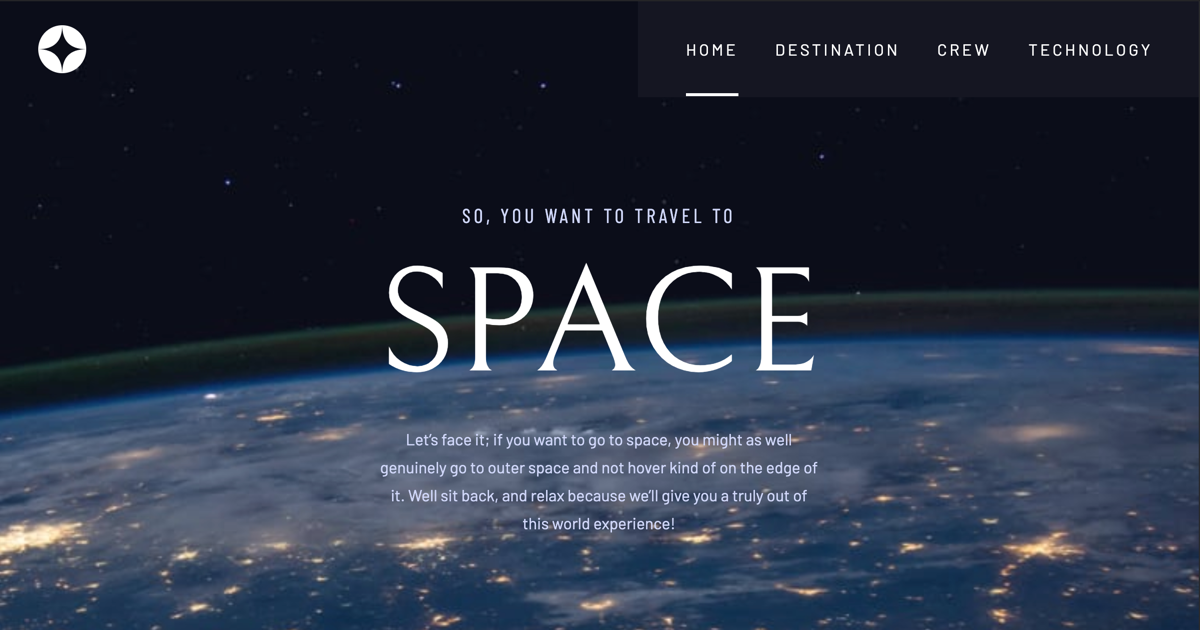 HOME DESTINATION CREW TECHNOLOGY
SO, YOU WANT TO TRAVEL TO
SPACE
Let’s face it; if you want to go to space, you might as well
genuinely go to outer space and not hover kind of on the edge of
it. Well sit back, and relax because we’ll give you a truly out of
this world experience!